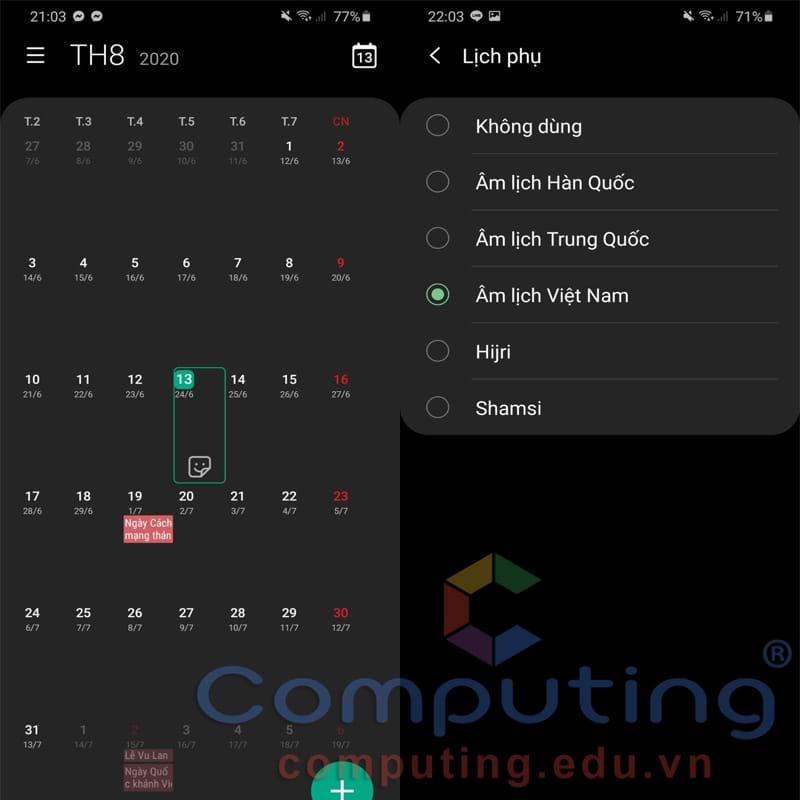 21:03
77%
TH8 2020
13
T.2 T.3 T.4 T.5 T.6 T.7 CN
27 28 29 30 31 1 2
7/6 8/6 9/6 10/6 11/6 12/6 13/6
3 4 5 6 7 8 9
14/6 15/6 16/6 17/6 18/6 19/6 20/6
10 11 12 13 14 15 16
21/6 22/6 23/6 24/6 25/6 26/6 27/6
17 18 19 20 21 22 23
28/6 29/6 1/7 2/7 3/7 4/7 5/7
Ngày Cách
mạng thán
24 25 26 27 28 29 30
6/7 7/7 8/7 9/7 10/7 11/7 12/7
31 1 2 3 4 5 6
13/7 14/7 15/7 16/7 17/7 18/7 19/7
Lễ Vu Lan
Ngày Quố
c khánh Vi
22:03
71%
Lịch phụ
Không dùng
Âm lịch Hàn Quốc
Âm lịch Trung Quốc
Âm lịch Việt Nam
Hijri
Shamsi
Computing ®
computing.edu.vn